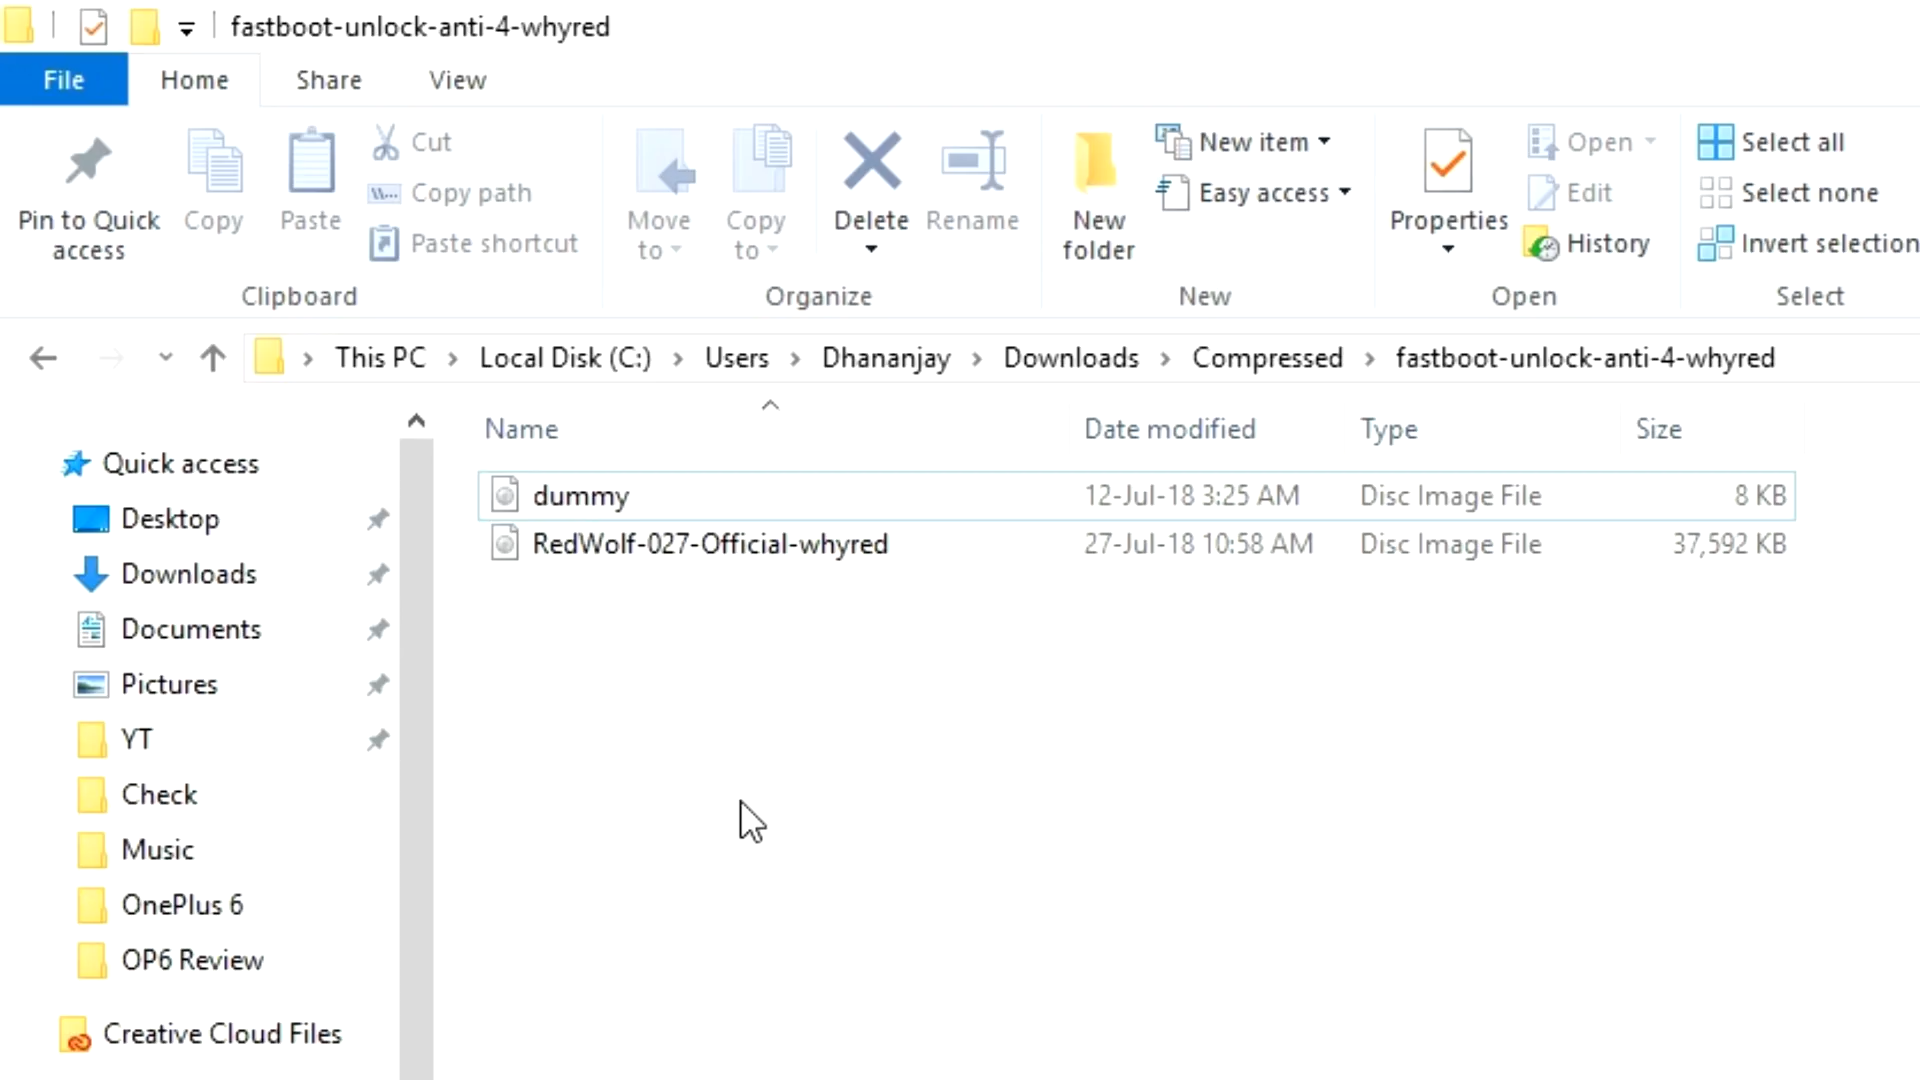 fastboot-unlock-anti-4-whyred
File Home Share View
Pin to Quick access
Copy
Paste
Cut
Copy path
Paste shortcut
Clipboard
Move to
Copy to
Delete
Rename
Organize
New folder
New item
Easy access
New
Properties
Open
Edit
History
Open
Select all
Select none
Invert selection
Select
This PC > Local Disk (C:) > Users > Dhananjay > Downloads > Compressed > fastboot-unlock-anti-4-whyred
Quick access
Desktop
Downloads
Documents
Pictures
YT
Check
Music
OnePlus 6
OP6 Review
Creative Cloud Files
Name Date modified Type Size
dummy 12-Jul-18 3:25 AM Disc Image File 8 KB
RedWolf-027-Official-whyred 27-Jul-18 10:58 AM Disc Image File 37,592 KB